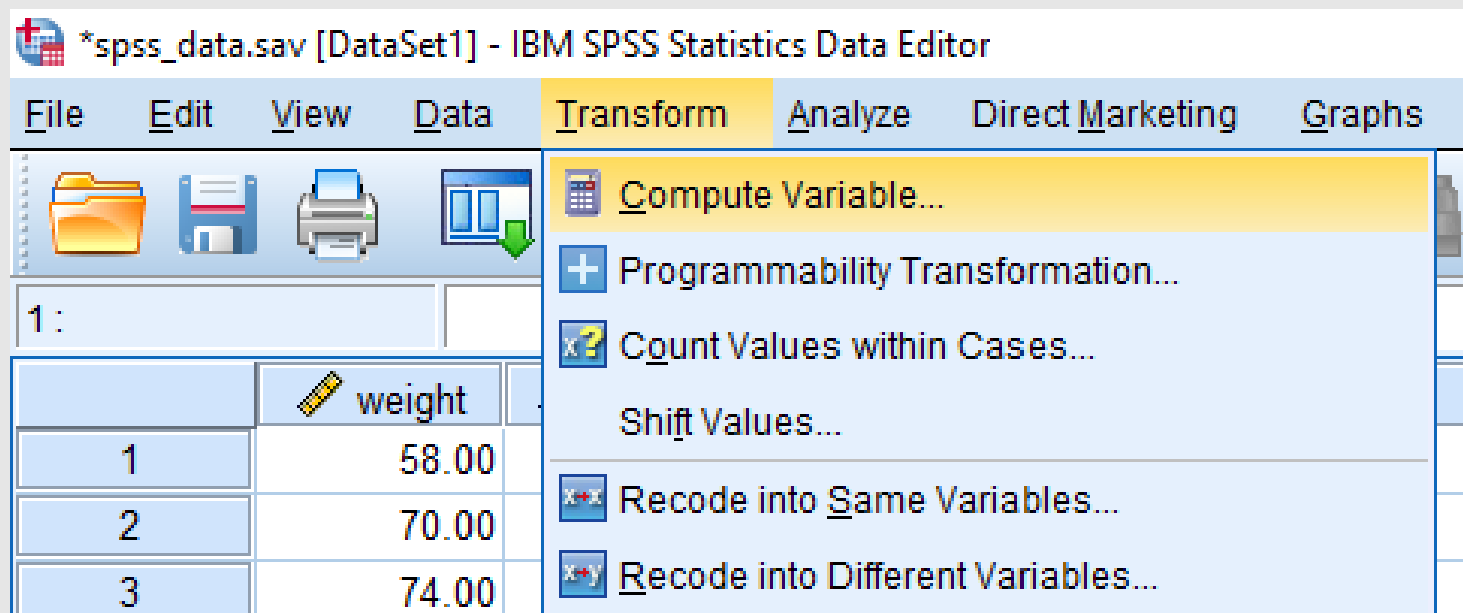 *spss_data.sav [DataSet1] - IBM SPSS Statistics Data Editor
File Edit View Data Transform Analyze Direct Marketing Graphs
Compute Variable...
Programmability Transformation...
1 :
Count Values within Cases...
weight
Shift Values...
1 58.00
Recode into Same Variables...
2 70.00
Recode into Different Variables...
3 74.00